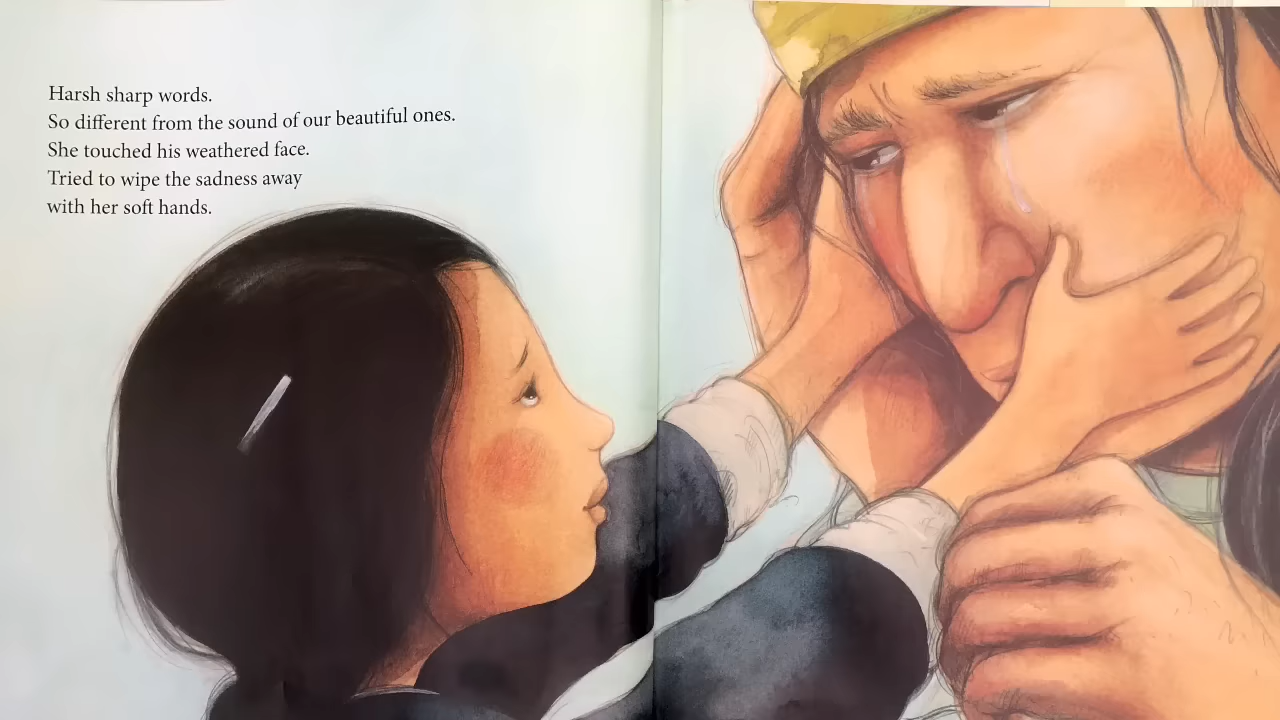 Harsh sharp words.
So different from the sound of our beautiful ones.
She touched his weathered face.
Tried to wipe the sadness away
with her soft hands.